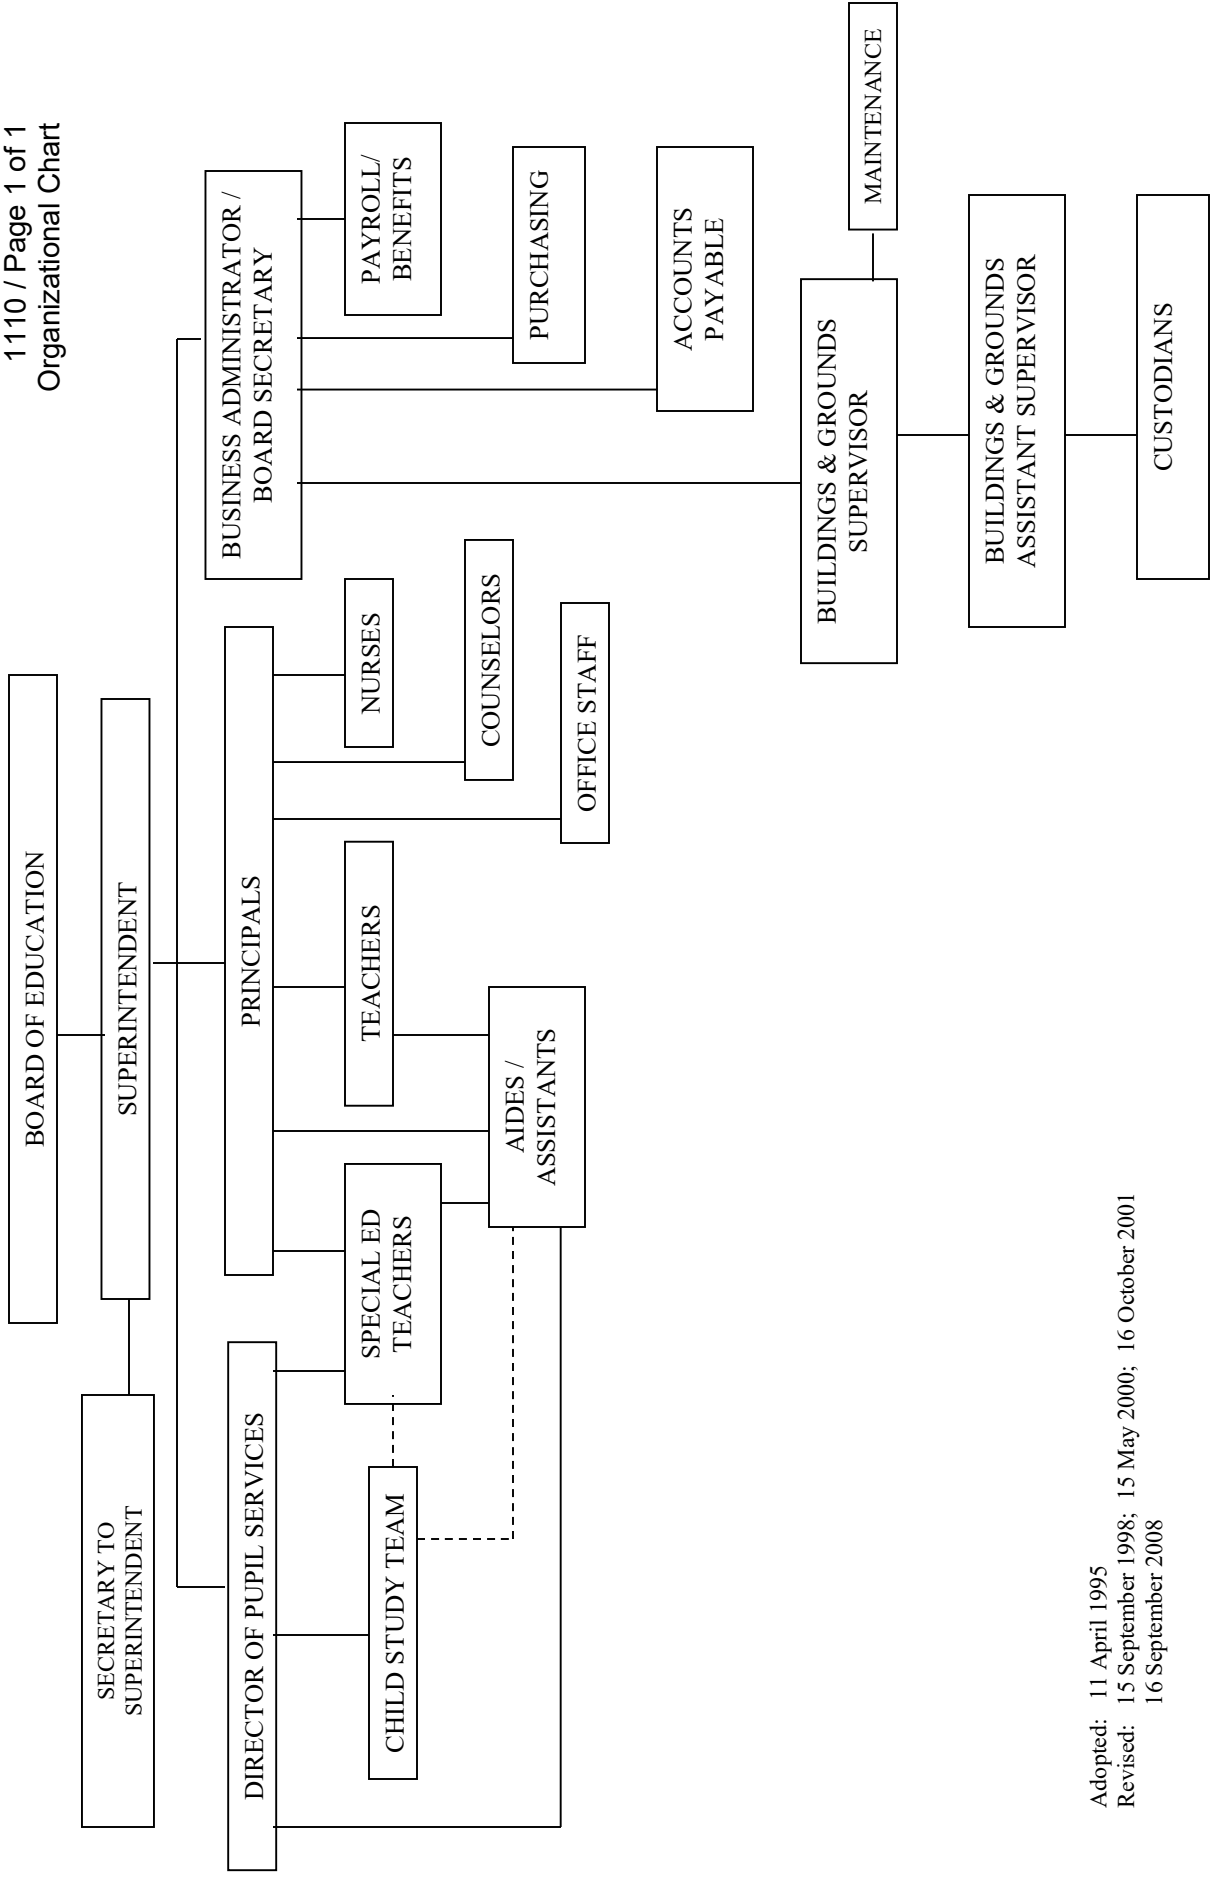 1110 / Page 1 of 1
Organizational Chart
BOARD OF EDUCATION
SECRETARY TO
SUPERINTENDENT
SUPERINTENDENT
DIRECTOR OF PUPIL SERVICES
PRINCIPALS
BUSINESS ADMINISTRATOR /
BOARD SECRETARY
CHILD STUDY TEAM
SPECIAL ED
TEACHERS
TEACHERS
NURSES
PAYROLL/
BENEFITS
AIDES /
ASSISTANTS
COUNSELORS
PURCHASING
OFFICE STAFF
ACCOUNTS
PAYABLE
BUILDINGS & GROUNDS
SUPERVISOR
MAINTENANCE
BUILDINGS & GROUNDS
ASSISTANT SUPERVISOR
CUSTODIANS
Adopted: 11 April 1995
Revised: 15 September 1998; 15 May 2000; 16 October 2001
16 September 2008